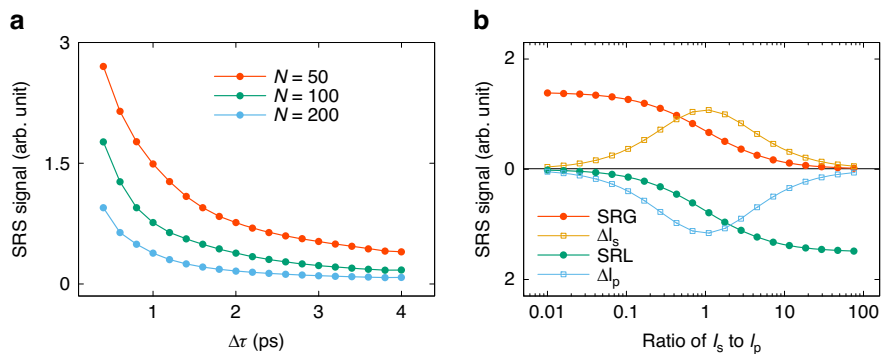 a
3
1.5
0
SRS signal (arb. unit)
N = 50
N = 100
N = 200
1
2
3
4
Δτ (ps)
b
2
0
2
SRS signal (arb. unit)
SRG
ΔIs
SRL
ΔIp
0.01
0.1
1
10
100
Ratio of Is to Ip